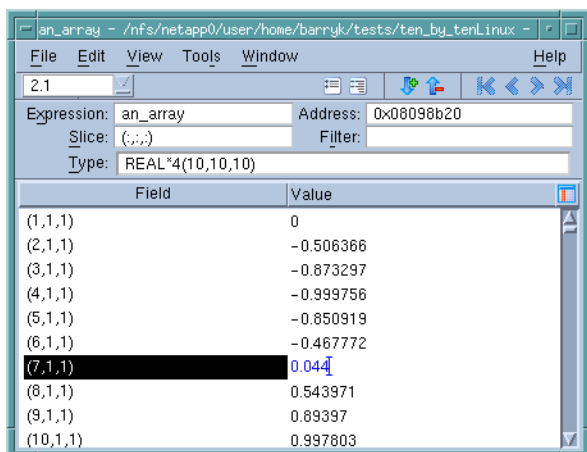 an_array - /nfs/netapp0/user/home/barryk/tests/ten_by_tenLinux -
File Edit View Tools Window Help
2.1
Expression: an_array Address: 0x08098b20
Slice: (:,:,:) Filter:
Type: REAL*4(10,10,10)
Field Value
(1,1,1) 0
(2,1,1) -0.506366
(3,1,1) -0.873297
(4,1,1) -0.999756
(5,1,1) -0.850919
(6,1,1) -0.467772
(7,1,1) 0.044
(8,1,1) 0.543971
(9,1,1) 0.89397
(10,1,1) 0.997803